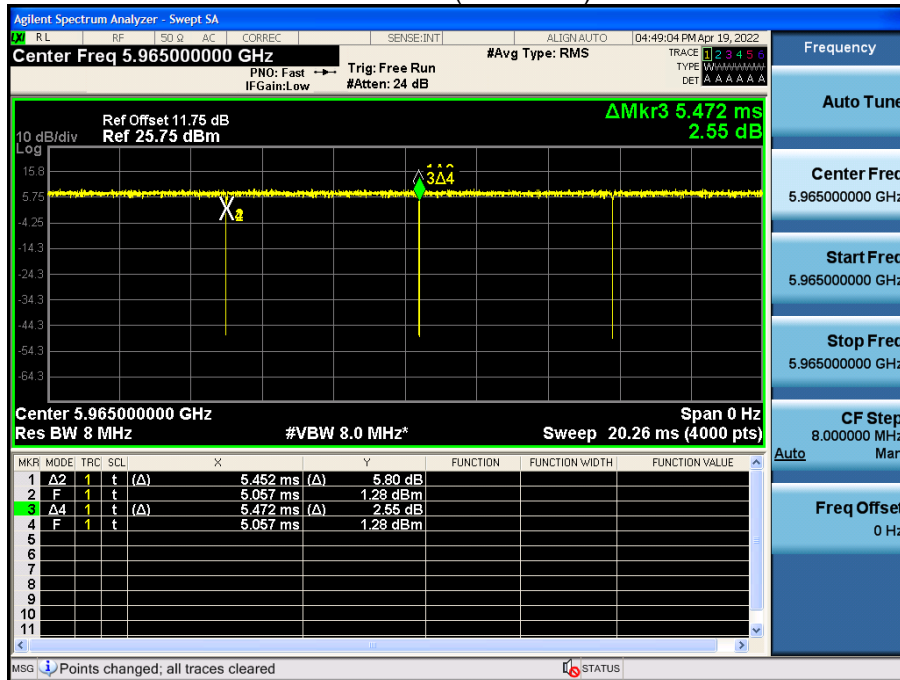 Agilent Spectrum Analyzer - Swept SA
LXI RL RF 50 Ω AC CORREC SENSE:INT ALIGN AUTO 04:49:04 PM Apr 19, 2022
Center Freq 5.965000000 GHz #Avg Type: RMS TRACE 1 2 3 4 5 6
PNO: Fast Trig: Free Run TYPE WWWWWW
IFGain:Low #Atten: 24 dB DET A A A A A A
Frequency
Auto Tune
Ref Offset 11.75 dB ΔMkr3 5.472 ms
10 dB/div Ref 25.75 dBm 2.55 dB
Log
15.8
3Δ4
5.75
-4.25
-14.3
-24.3
-34.3
-44.3
-54.3
-64.3
Center Freq
5.965000000 GHz
Start Freq
5.965000000 GHz
Stop Freq
5.965000000 GHz
Center 5.965000000 GHz Span 0 Hz
Res BW 8 MHz #VBW 8.0 MHz* Sweep 20.26 ms (4000 pts)
CF Step
8.000000 MHz
Auto Man
MKR MODE TRC SCL X Y FUNCTION FUNCTION WIDTH FUNCTION VALUE
1 Δ2 1 t (Δ) 5.452 ms (Δ) 5.80 dB
2 F 1 t 5.057 ms 1.28 dBm
3 Δ4 1 t (Δ) 5.472 ms (Δ) 2.55 dB
4 F 1 t 5.057 ms 1.28 dBm
5
6
7
8
9
10
11
Freq Offset
0 Hz
MSG Points changed; all traces cleared STATUS